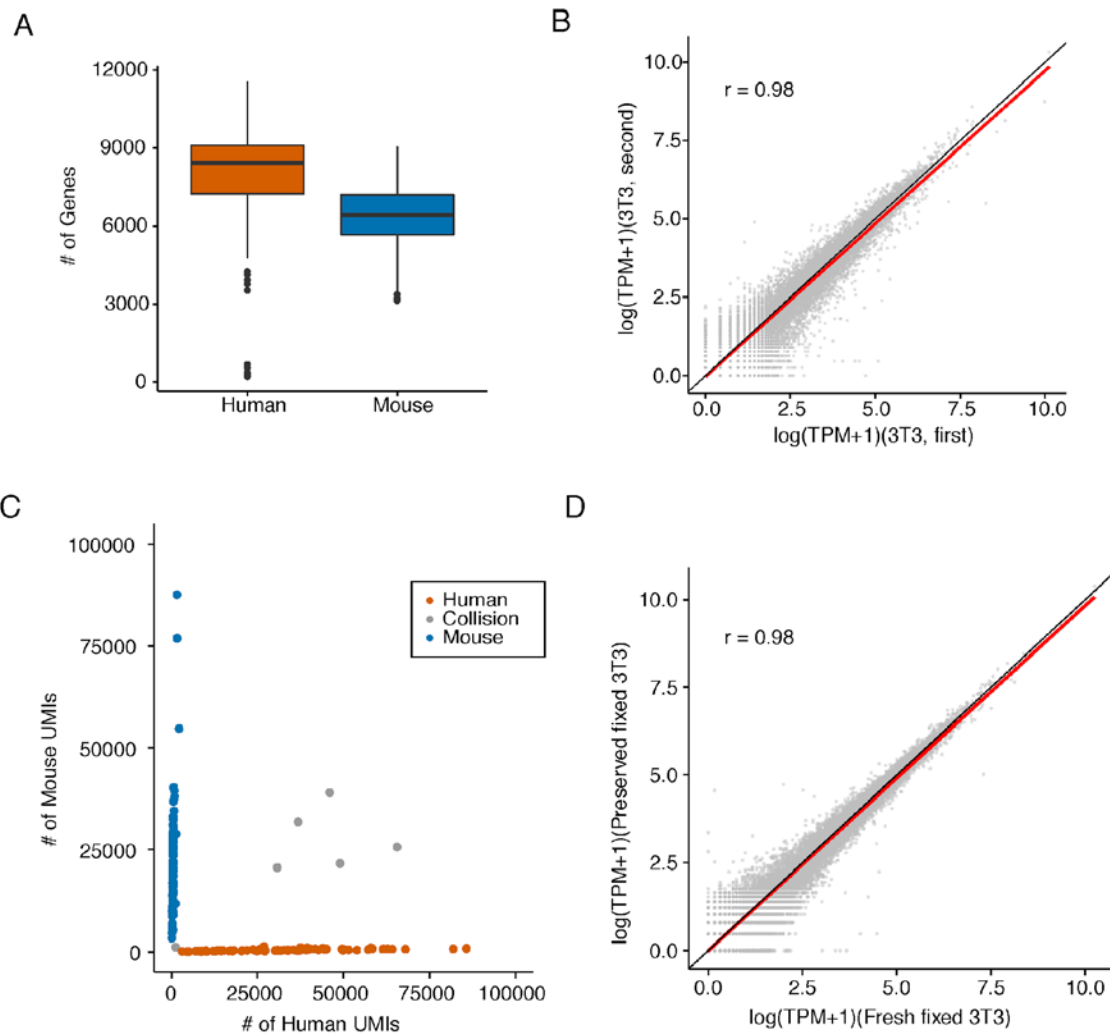 A
12000
9000
6000
3000
0
# of Genes
Human
Mouse
B
10.0
7.5
5.0
2.5
0.0
log(TPM+1)(3T3, second)
r = 0.98
0.0
2.5
5.0
7.5
10.0
log(TPM+1)(3T3, first)
C
100000
75000
50000
25000
0
# of Mouse UMIs
Human
Collision
Mouse
0
25000
50000
75000
100000
# of Human UMIs
D
10.0
7.5
5.0
2.5
0.0
log(TPM+1)(Preserved fixed 3T3)
r = 0.98
0.0
2.5
5.0
7.5
10.0
log(TPM+1)(Fresh fixed 3T3)